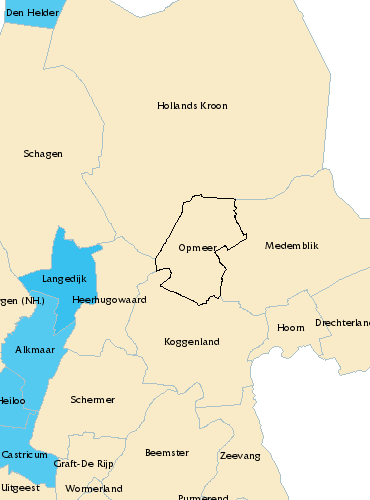 Den Helder
Hollands Kroon
Schagen
Opmeer
Medemblik
Langedijk
Heerhugowaard
rgen (NH.)
Drechterland
Hoorn
Koggenland
Alkmaar
Schermer
Heiloo
Beemster
Castricum
Zeevang
Graft-De Rijp
Uitgeest
Wormerland
Purmerend